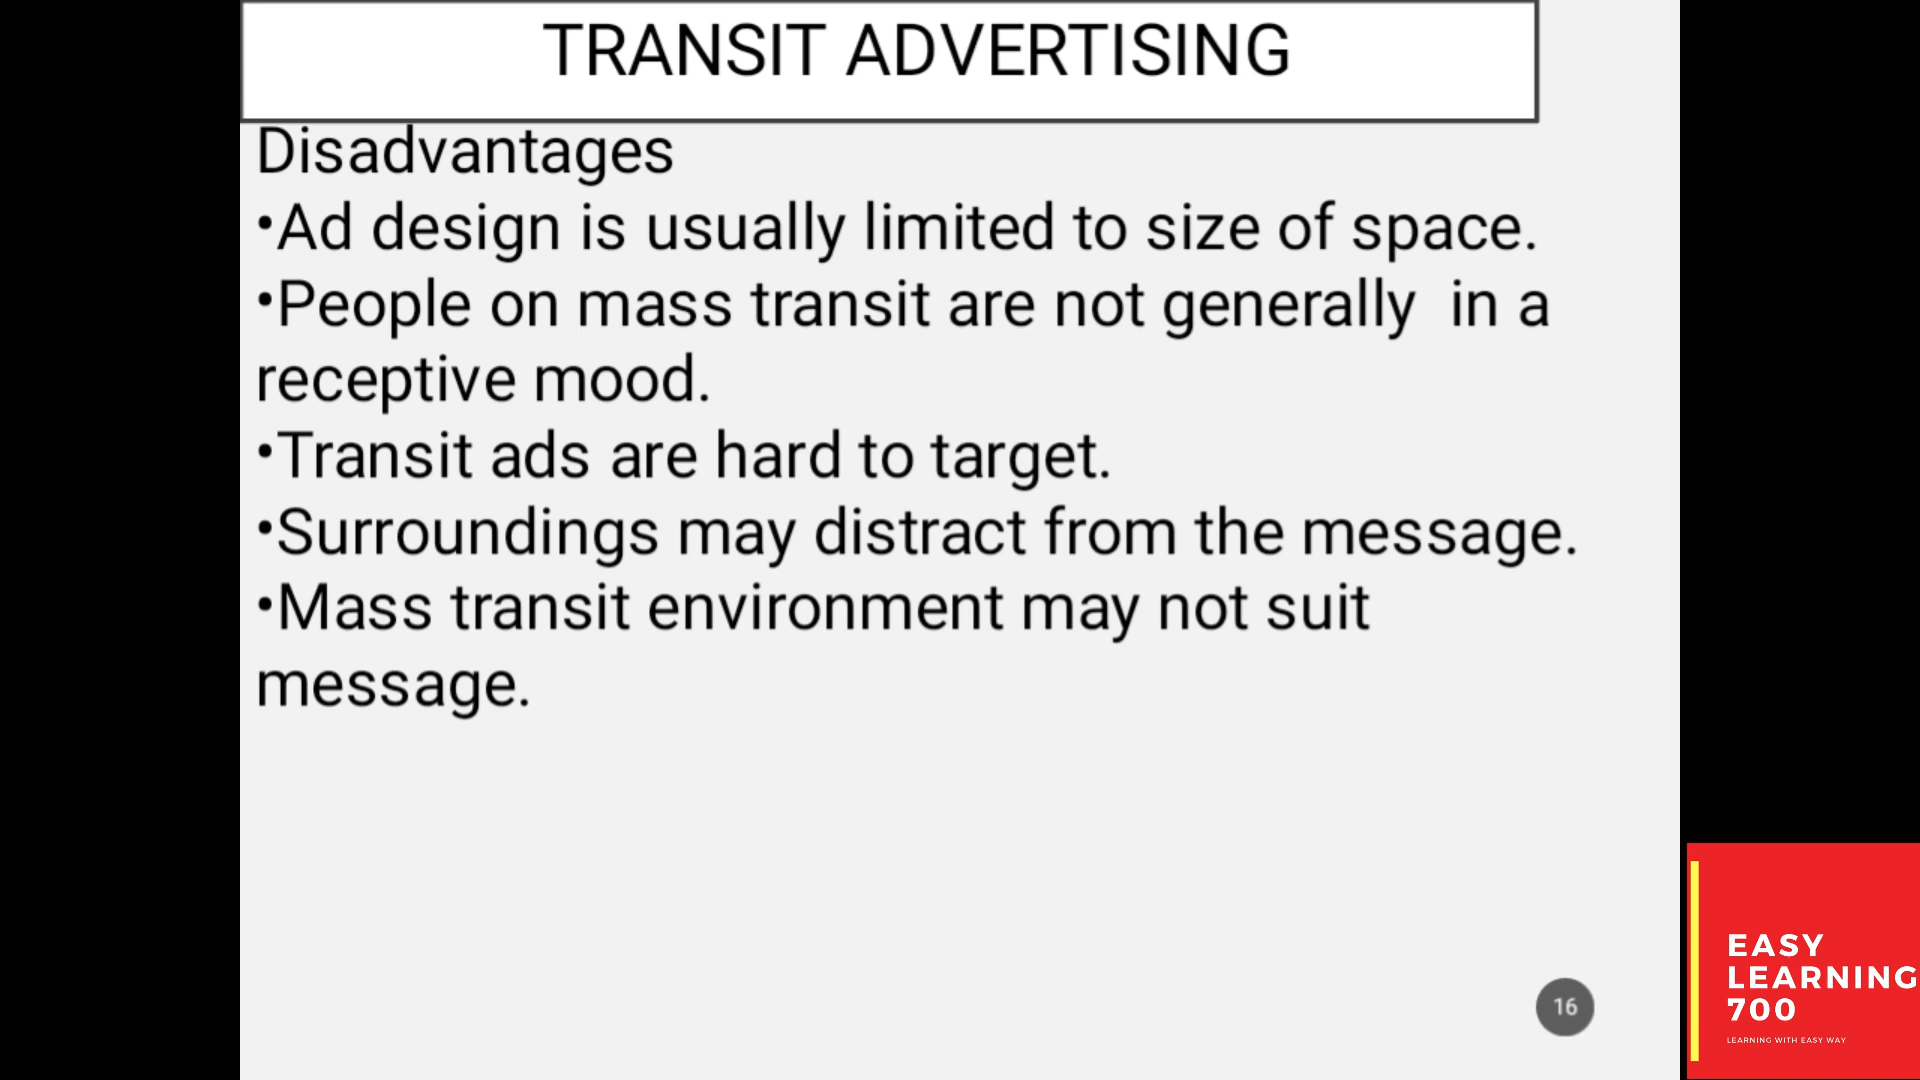 TRANSIT ADVERTISING
Disadvantages
•Ad design is usually limited to size of space.
•People on mass transit are not generally  in a
receptive mood.
•Transit ads are hard to target.
•Surroundings may distract from the message.
•Mass transit environment may not suit
message.
16
EASY
LEARNING
700
LEARNING WITH EASY WAY